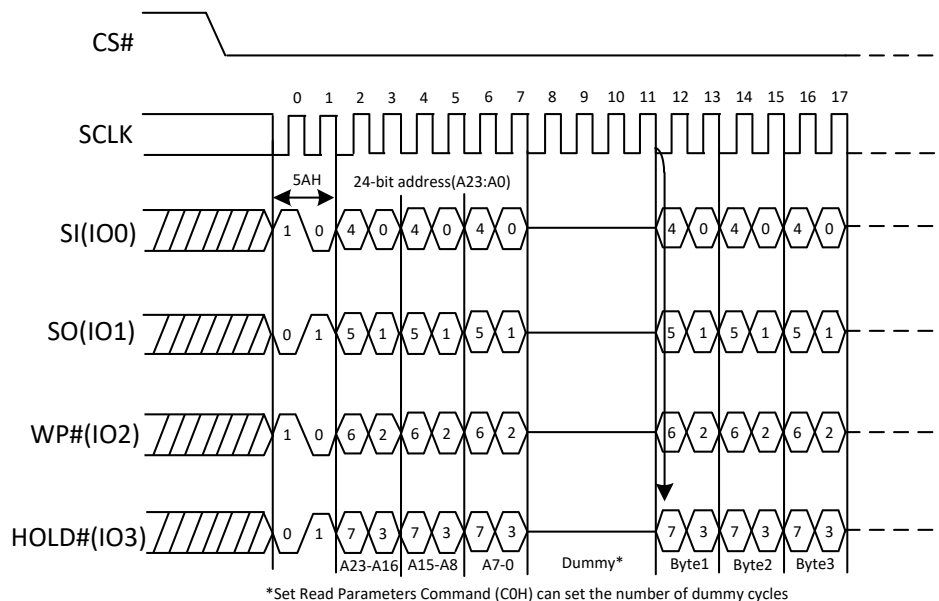 CS#
0 1 2 3 4 5 6 7 8 9 10 11 12 13 14 15 16 17
SCLK
5AH 24-bit address(A23:A0)
SI(IO0) 1 0 4 0 4 0 4 0 4 0 4 0 4 0
SO(IO1) 0 1 5 1 5 1 5 1 5 1 5 1 5 1
WP#(IO2) 1 0 6 2 6 2 6 2 6 2 6 2 6 2
HOLD#(IO3) 0 1 7 3 7 3 7 3 7 3 7 3 7 3
A23-A16 A15-A8 A7-0 Dummy* Byte1 Byte2 Byte3
*Set Read Parameters Command (C0H) can set the number of dummy cycles